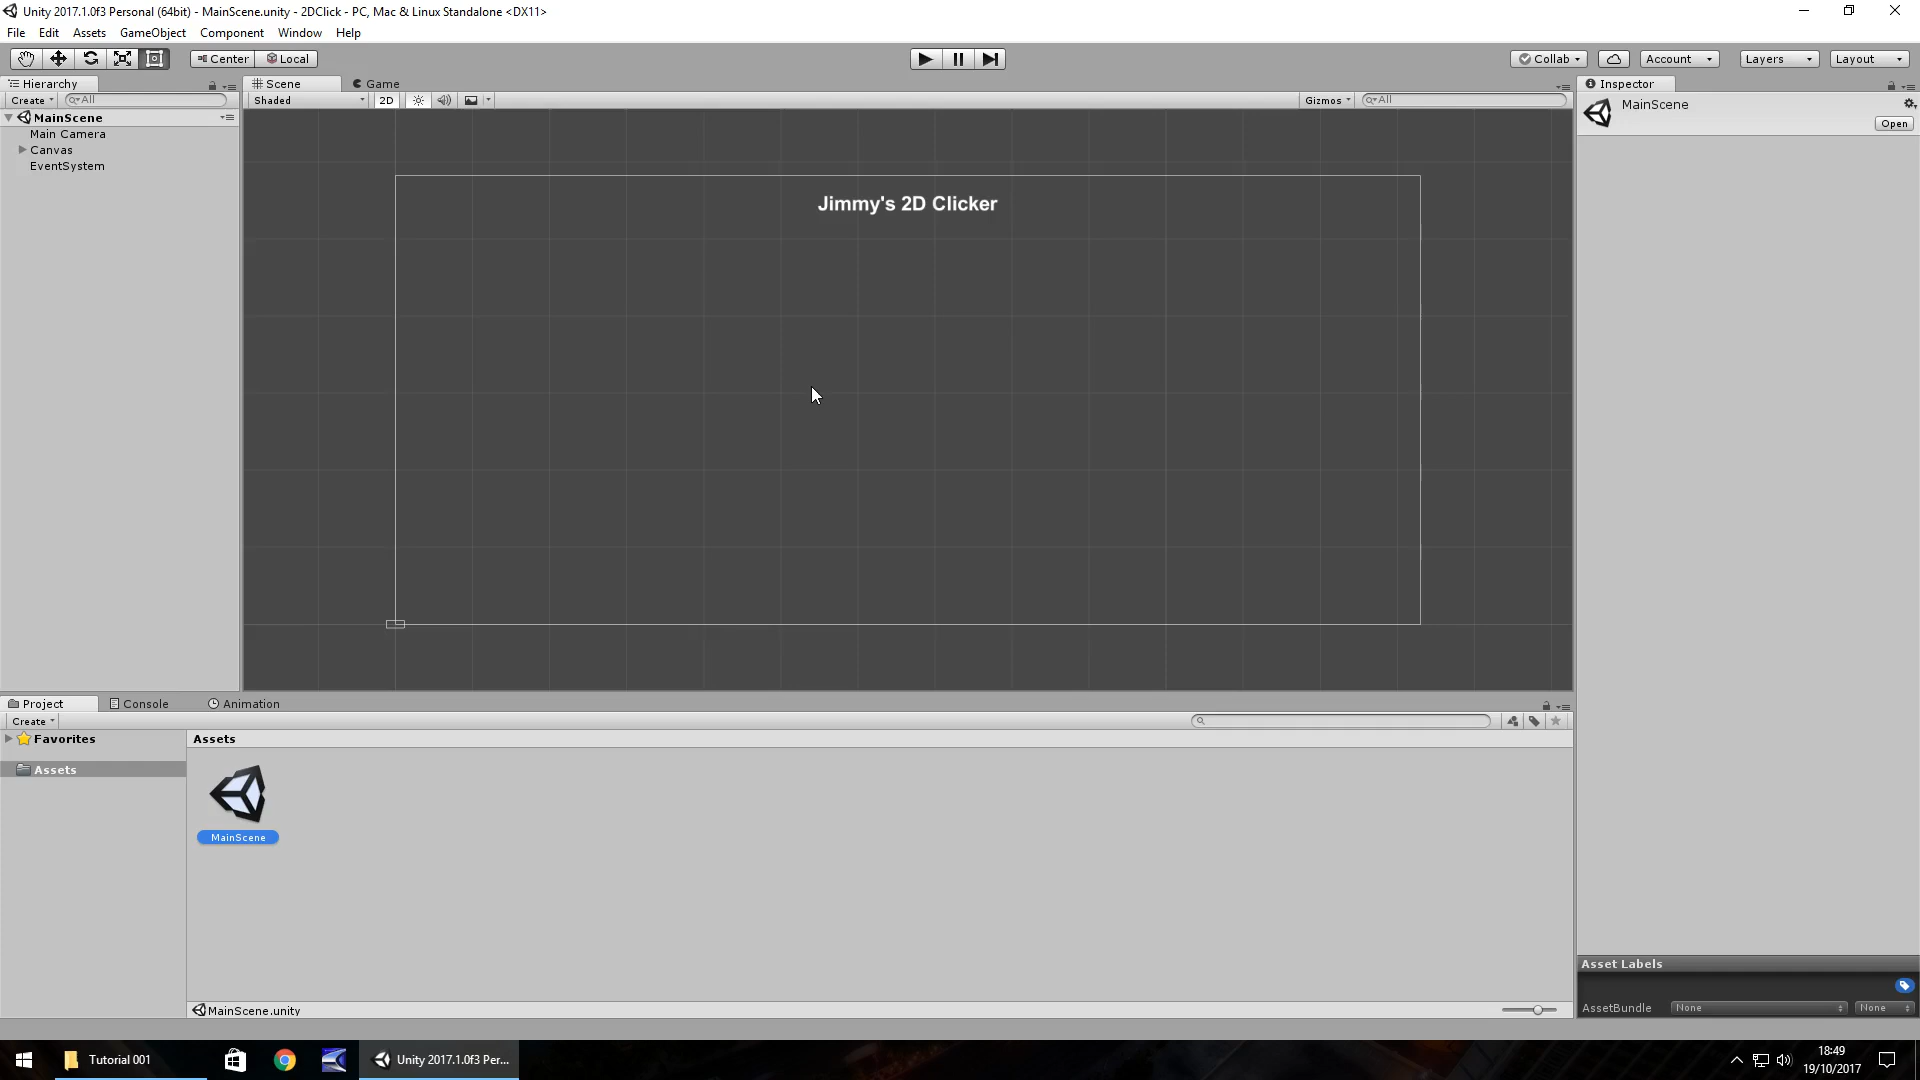 Unity 2017.1.0f3 Personal (64bit) - MainScene.unity - 2DClick - PC, Mac & Linux Standalone <DX11>
File Edit Assets GameObject Component Window Help
Center Local Collab Account Layers Layout
Hierarchy Scene Game Inspector
Create All Shaded 2D Gizmos All
MainScene
MainScene
Open
Main Camera
Canvas
EventSystem
Jimmy's 2D Clicker
Project Console Animation
Create
Favorites Assets
Assets
MainScene
MainScene.unity
Asset Labels
AssetBundle None None
Tutorial 001 Unity 2017.1.0f3 Per...
18:49
19/10/2017